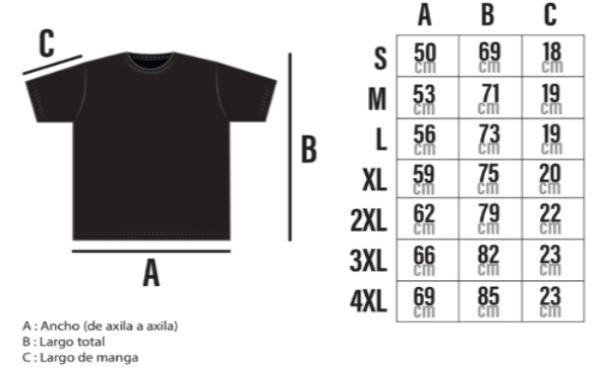 A B C
S 50 cm 69 cm 18 cm
M 53 cm 71 cm 19 cm
L 56 cm 73 cm 19 cm
XL 59 cm 75 cm 20 cm
2XL 62 cm 79 cm 22 cm
3XL 66 cm 82 cm 23 cm
4XL 69 cm 85 cm 23 cm
C
B
A
A : Ancho (de axila a axila)
B : Largo total
C : Largo de manga